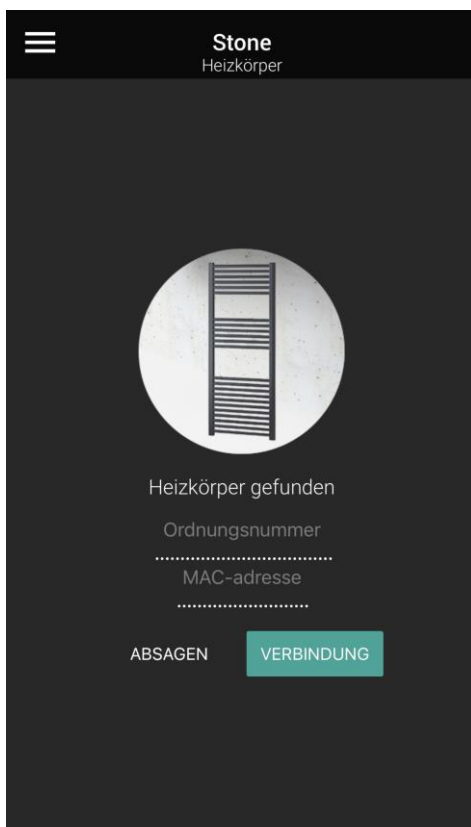 Stone
Heizkörper
Heizkörper gefunden
Ordnungsnummer
MAC-adresse
ABSAGEN VERBINDUNG